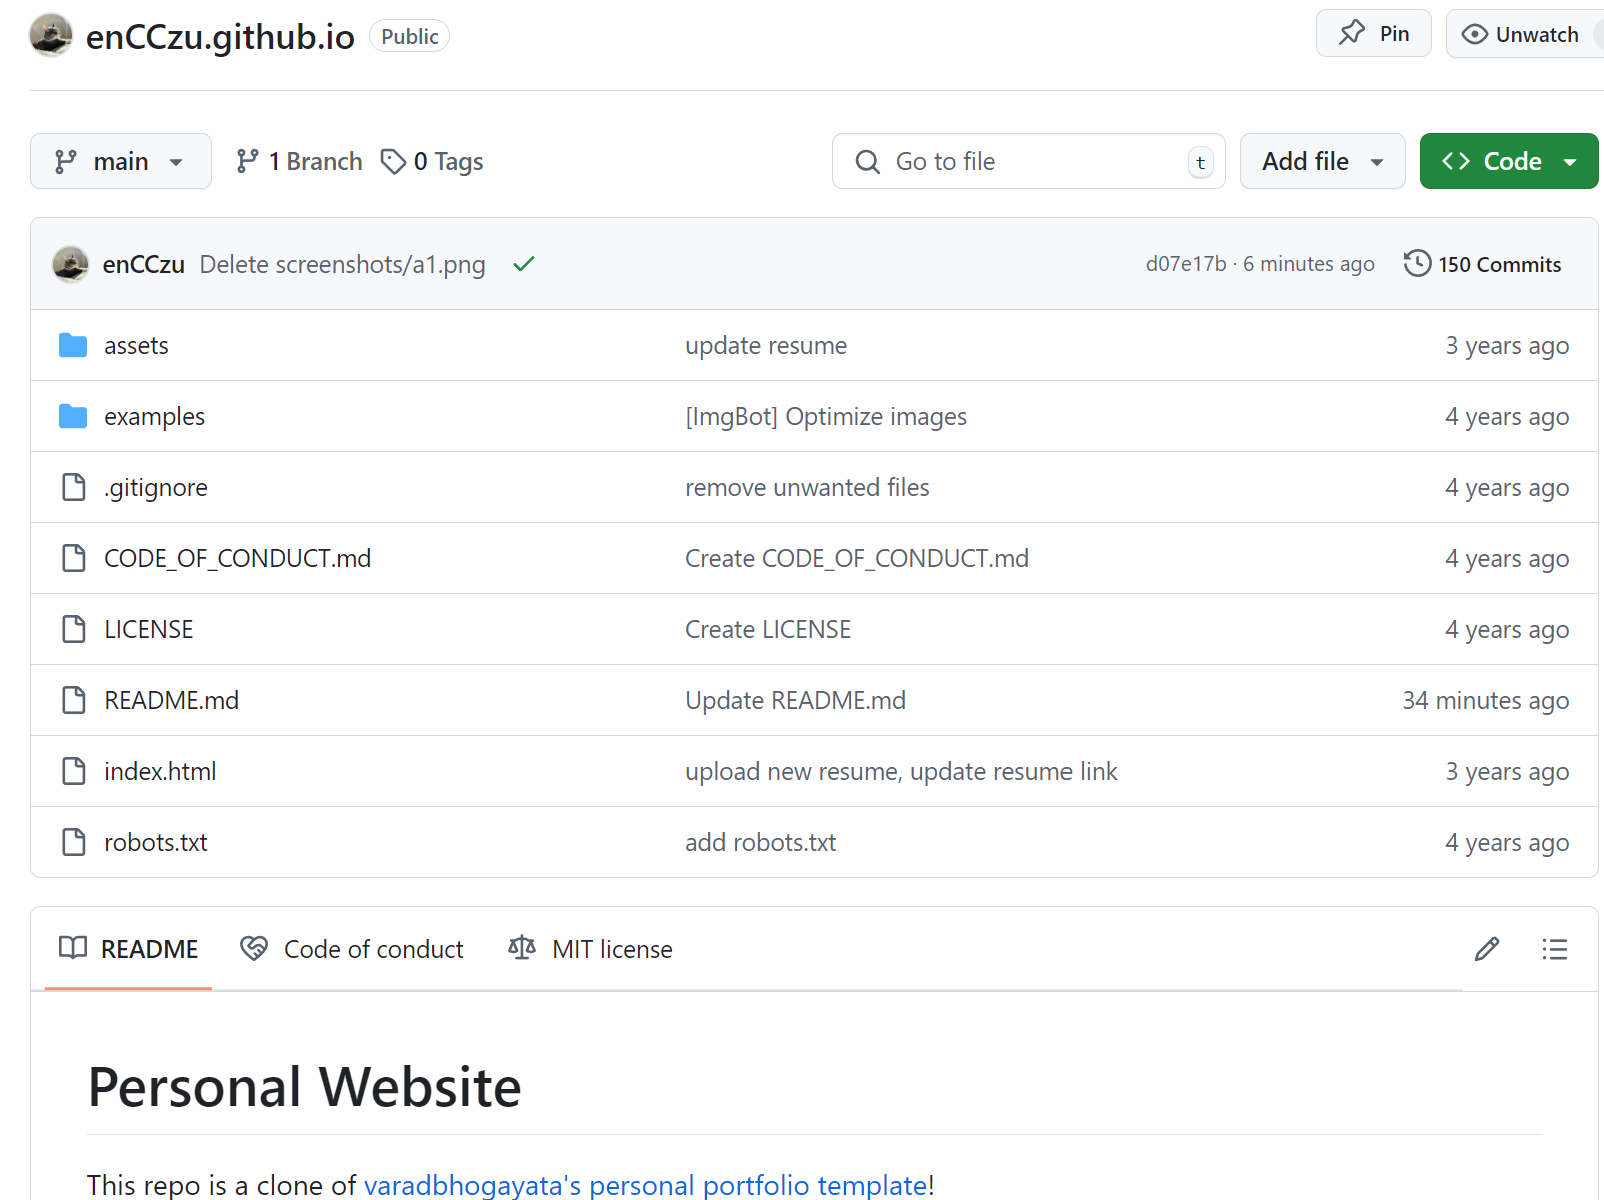 enCCzu.github.io Public Pin Unwatch
main 1 Branch 0 Tags Go to file t Add file Code
enCCzu Delete screenshots/a1.png d07e17b · 6 minutes ago 150 Commits
assets update resume 3 years ago
examples [ImgBot] Optimize images 4 years ago
.gitignore remove unwanted files 4 years ago
CODE_OF_CONDUCT.md Create CODE_OF_CONDUCT.md 4 years ago
LICENSE Create LICENSE 4 years ago
README.md Update README.md 34 minutes ago
index.html upload new resume, update resume link 3 years ago
robots.txt add robots.txt 4 years ago
README Code of conduct MIT license
Personal Website
This repo is a clone of varadbhogayata's personal portfolio template!